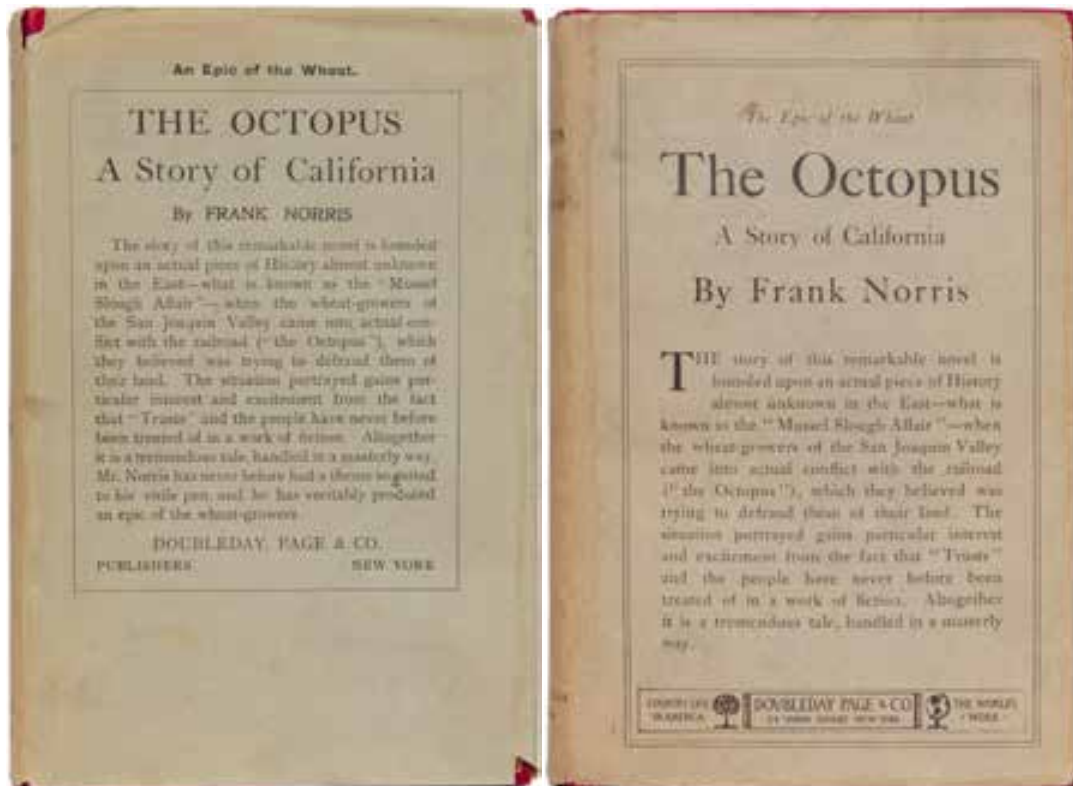 An Epic of the Wheat.
THE OCTOPUS
A Story of California
By FRANK NORRIS
The story of this remarkable novel is founded
upon an actual piece of History almost unknown
in the East—what is known as the "Mussel
Slough Affair"—when the wheat-growers of
the San Joaquin Valley came into actual con-
flict with the railroad ("the Octopus"), which
they believed was trying to defraud them of
their land. The situation portrayed gains par-
ticular interest and excitement from the fact
that "Trusts" and the people have never before
been treated of in a work of fiction. Altogether
it is a tremendous tale, handled in a masterly way.
Mr. Norris has never before had a theme so suited
to his virile pen, and he has veritably produced
an epic of the wheat-growers.
DOUBLEDAY, PAGE & CO.
PUBLISHERS NEW YORK
The Epic of the Wheat
The Octopus
A Story of California
By Frank Norris
THE story of this remarkable novel is
founded upon an actual piece of History
almost unknown in the East—what is
known as the "Mussel Slough Affair"—when
the wheat-growers of the San Joaquin Valley
came into actual conflict with the railroad
("the Octopus"), which they believed was
trying to defraud them of their land. The
situation portrayed gains particular interest
and excitement from the fact that "Trusts"
and the people have never before been
treated of in a work of fiction. Altogether
it is a tremendous tale, handled in a masterly
way.
COUNTRY LIFE
IN AMERICA
DOVBLEDAY PAGE & CO
NEW YORK
THE WORLD'S
WORK